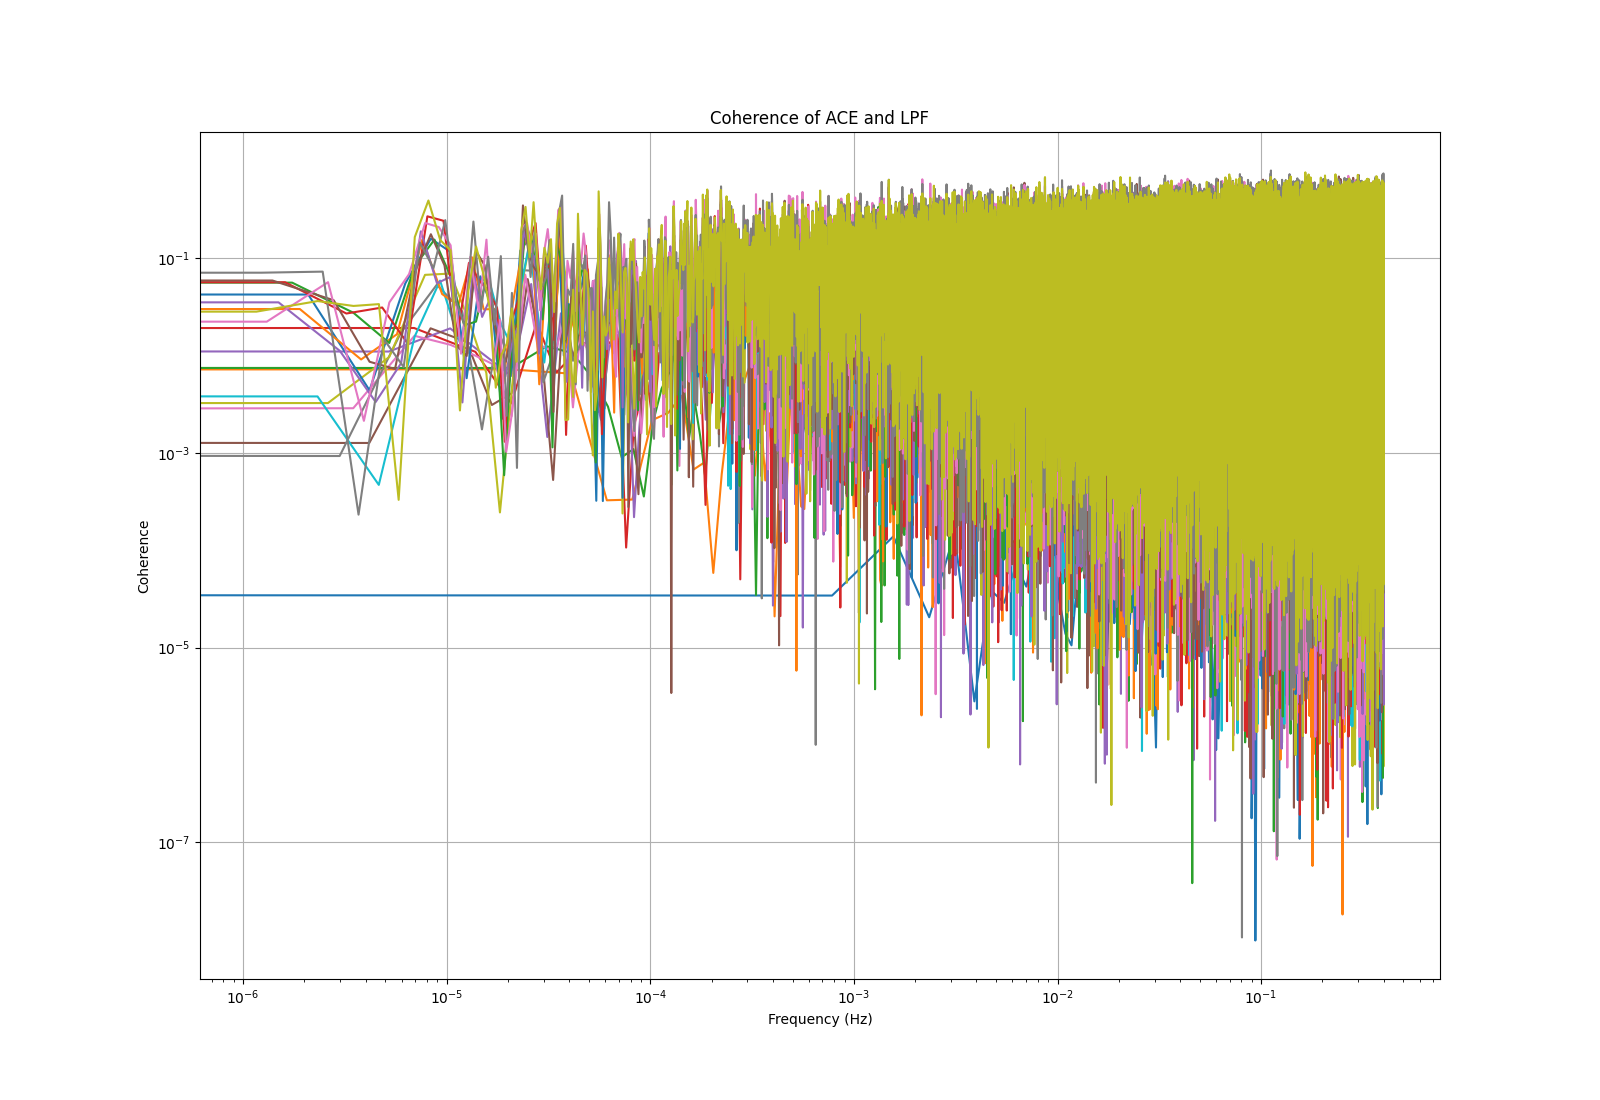 Coherence of ACE and LPF
Coherence
10⁻¹
10⁻³
10⁻⁵
10⁻⁷
10⁻⁶ 10⁻⁵ 10⁻⁴ 10⁻³ 10⁻² 10⁻¹
Frequency (Hz)